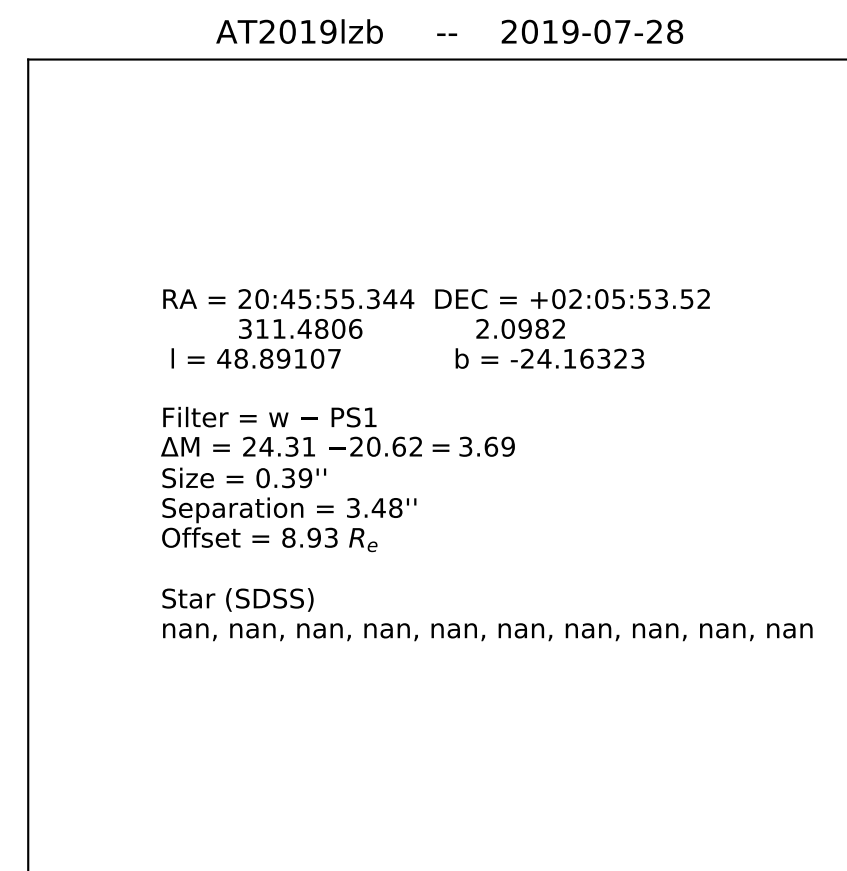 AT2019lzb -- 2019-07-28
RA = 20:45:55.344 DEC = +02:05:53.52
311.4806 2.0982
l = 48.89107 b = -24.16323
Filter = w − PS1
ΔM = 24.31 −20.62 = 3.69
Size = 0.39''
Separation = 3.48''
Offset = 8.93 Rₑ
Star (SDSS)
nan, nan, nan, nan, nan, nan, nan, nan, nan, nan